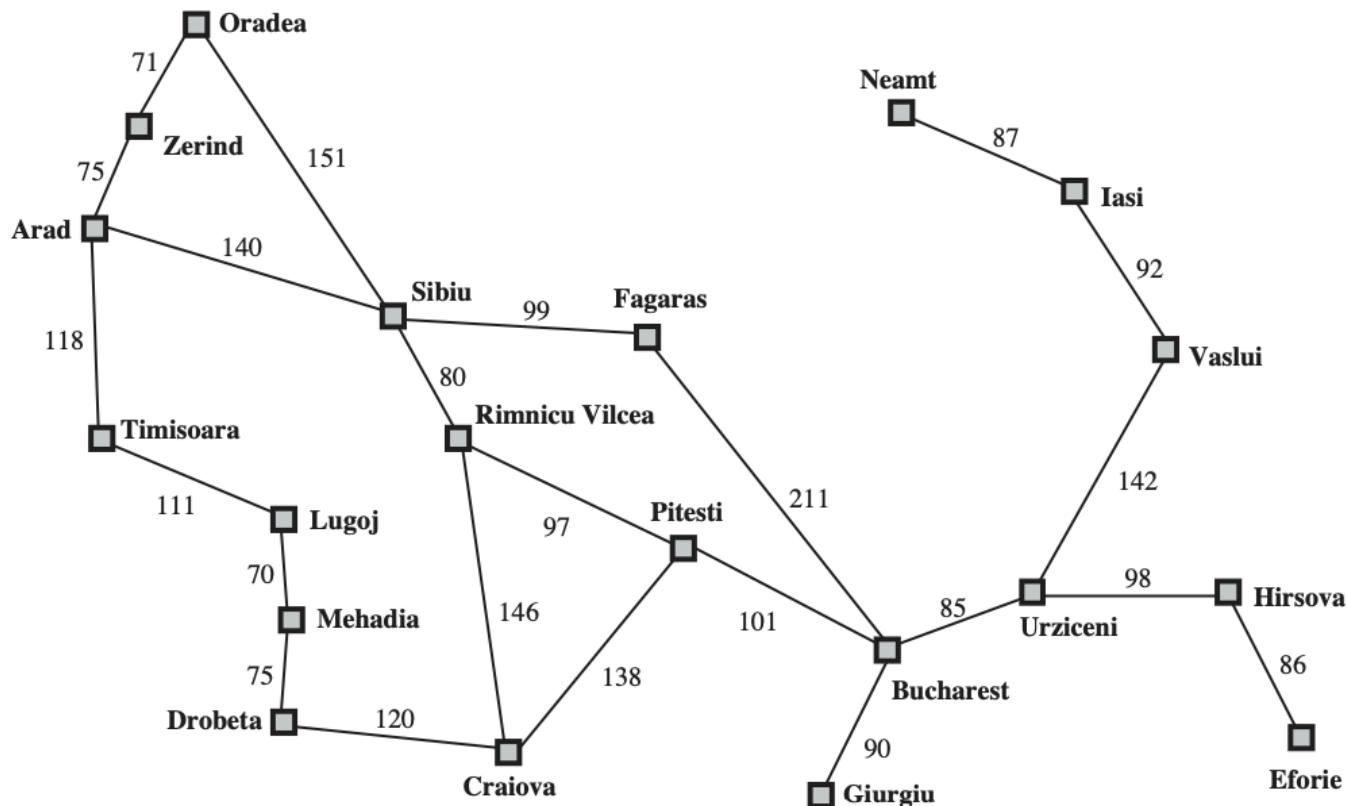 Oradea
71
Neamt
87
Zerind
151
75
Iasi
Arad
140
92
Sibiu
Fagaras
99
118
Vaslui
80
Timisoara
Rimnicu Vilcea
111
211
142
Lugoj
97
Pitesti
70
98
Mehadia
146
101
85
Hirsova
Urziceni
75
138
86
Bucharest
Drobeta
120
90
Craiova
Eforie
Giurgiu